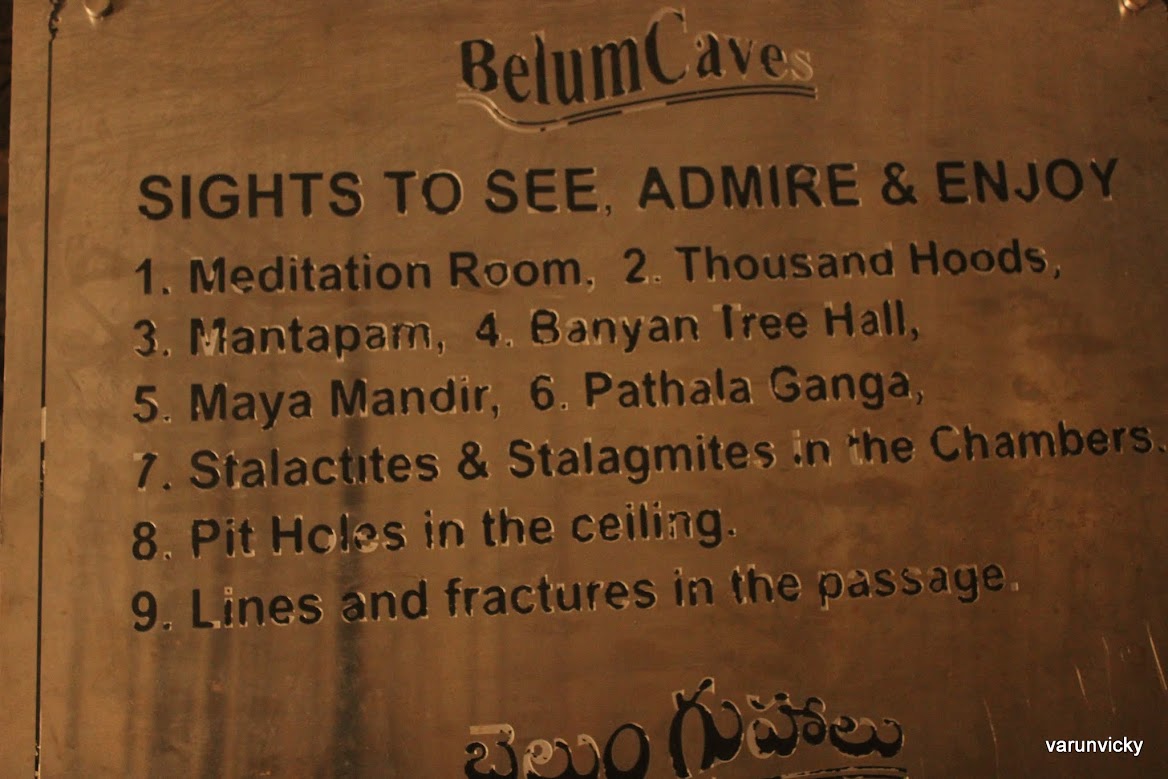 Belum Caves
SIGHTS TO SEE, ADMIRE & ENJOY
1. Meditation Room, 2. Thousand Hoods,
3. Mantapam, 4. Banyan Tree Hall,
5. Maya Mandir, 6. Pathala Ganga,
7. Stalactites & Stalagmites in the Chambers.
8. Pit Holes in the ceiling.
9. Lines and fractures in the passage.
బెలుం గుహలు
varunvicky